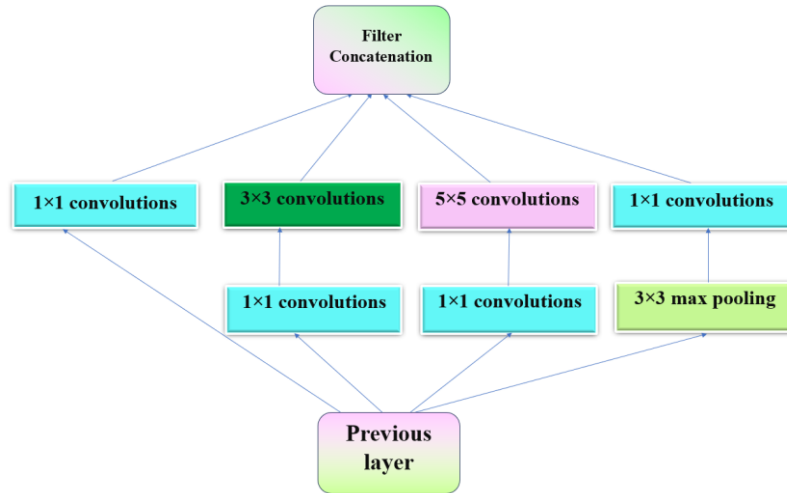 Filter
Concatenation
1×1 convolutions
3×3 convolutions
5×5 convolutions
1×1 convolutions
1×1 convolutions
1×1 convolutions
3×3 max pooling
Previous
layer